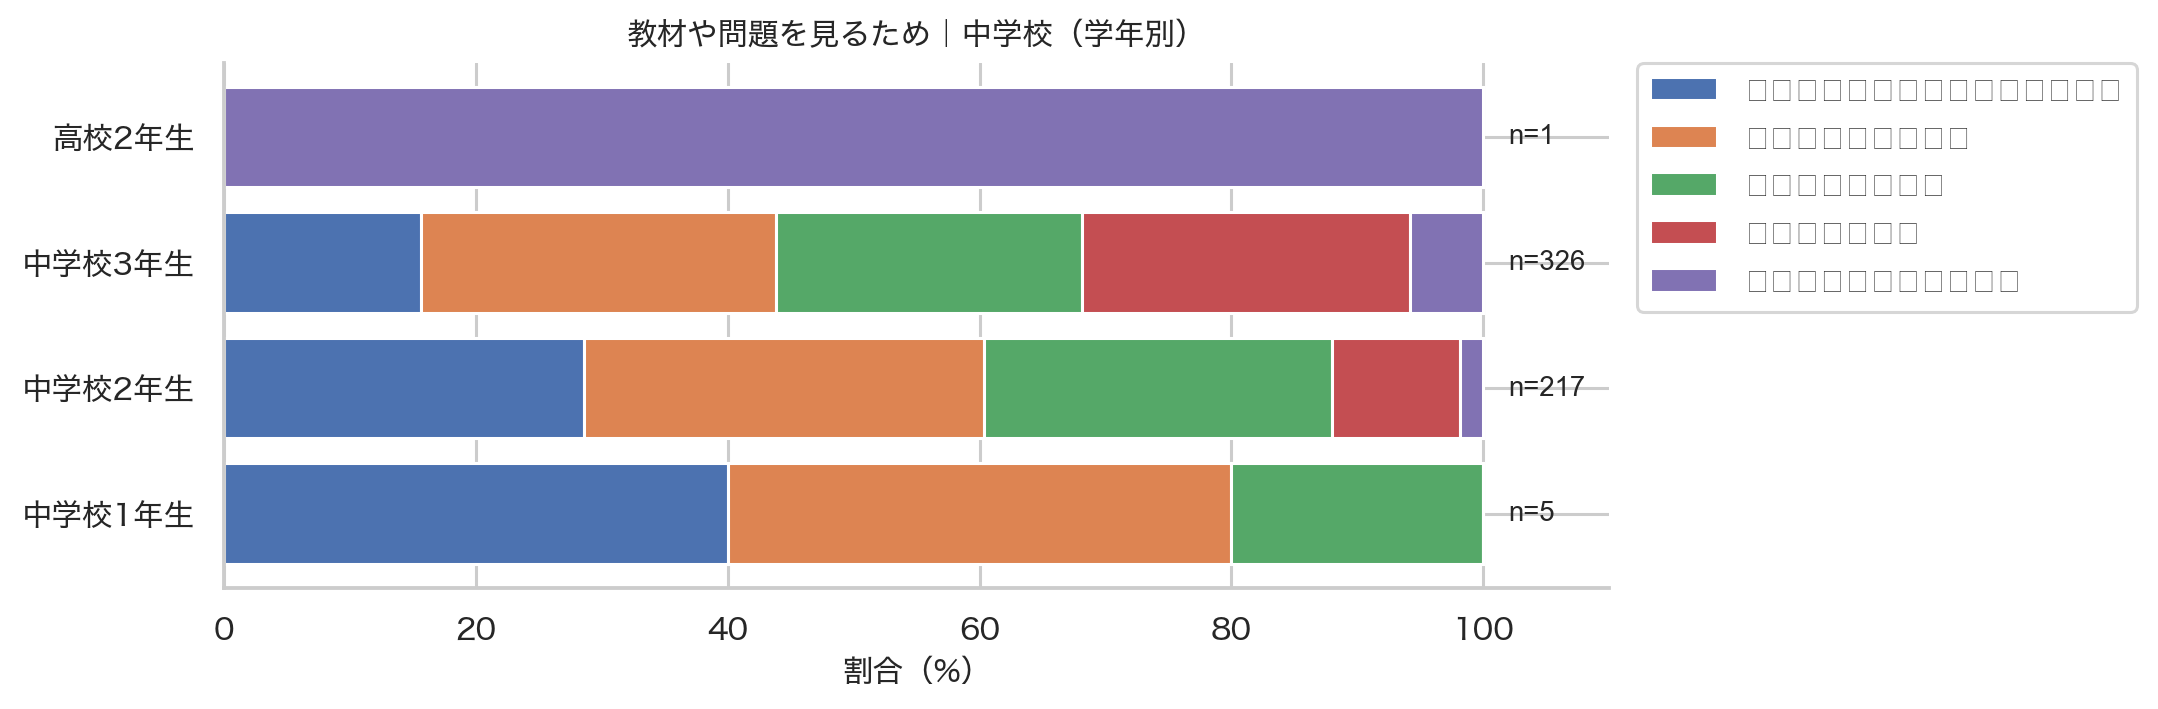 教材や問題を見るため｜中学校（学年別）
高校2年生
n=1
中学校3年生
n=326
中学校2年生
n=217
中学校1年生
n=5
0 20 40 60 80 100
割合（%）